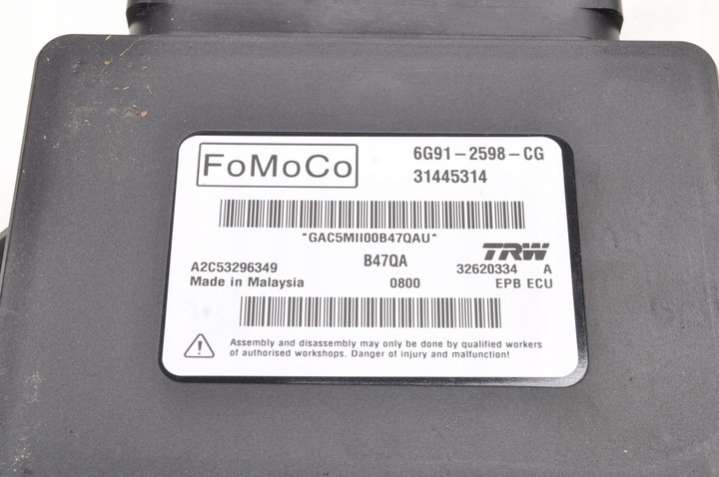 FoMoCo
6G91-2598-CG
31445314
"GAC5MII00B47QAU"
B47QA
TRW
A2C53296349
32620334 A
Made in Malaysia
0800
EPB ECU
Assembly and disassembly may only be done by qualified workers
of authorised workshops. Danger of injury and malfunction!